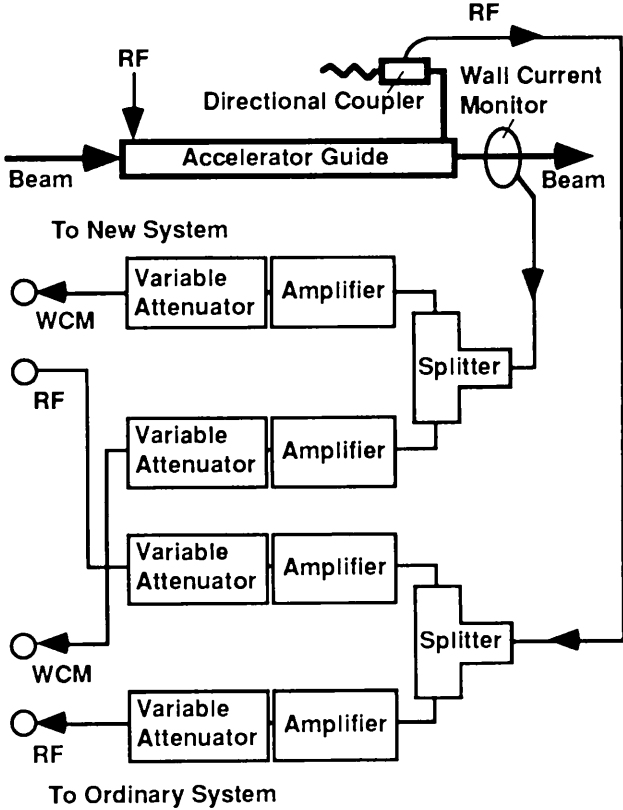 RF
RF
Wall Current
Monitor
Directional Coupler
Accelerator Guide
Beam
Beam
To New System
Variable
Attenuator
Amplifier
WCM
Splitter
RF
Variable
Attenuator
Amplifier
Variable
Attenuator
Amplifier
Splitter
WCM
Variable
Attenuator
Amplifier
RF
To Ordinary System